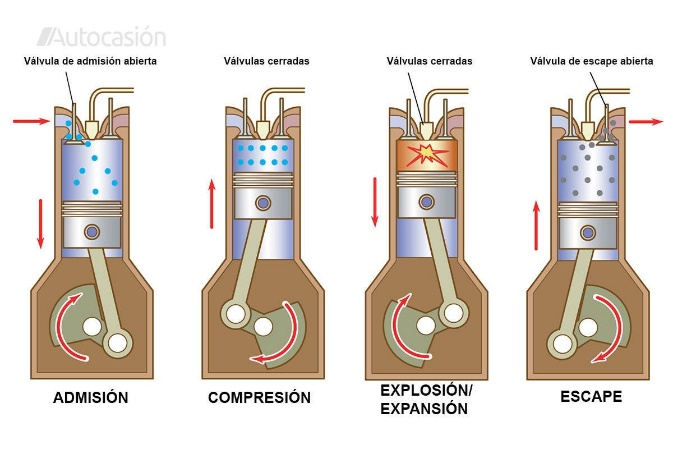 Autocasión
Válvula de admisión abierta
Válvulas cerradas
Válvulas cerradas
Válvula de escape abierta
ADMISIÓN
COMPRESIÓN
EXPLOSIÓN/
EXPANSIÓN
ESCAPE